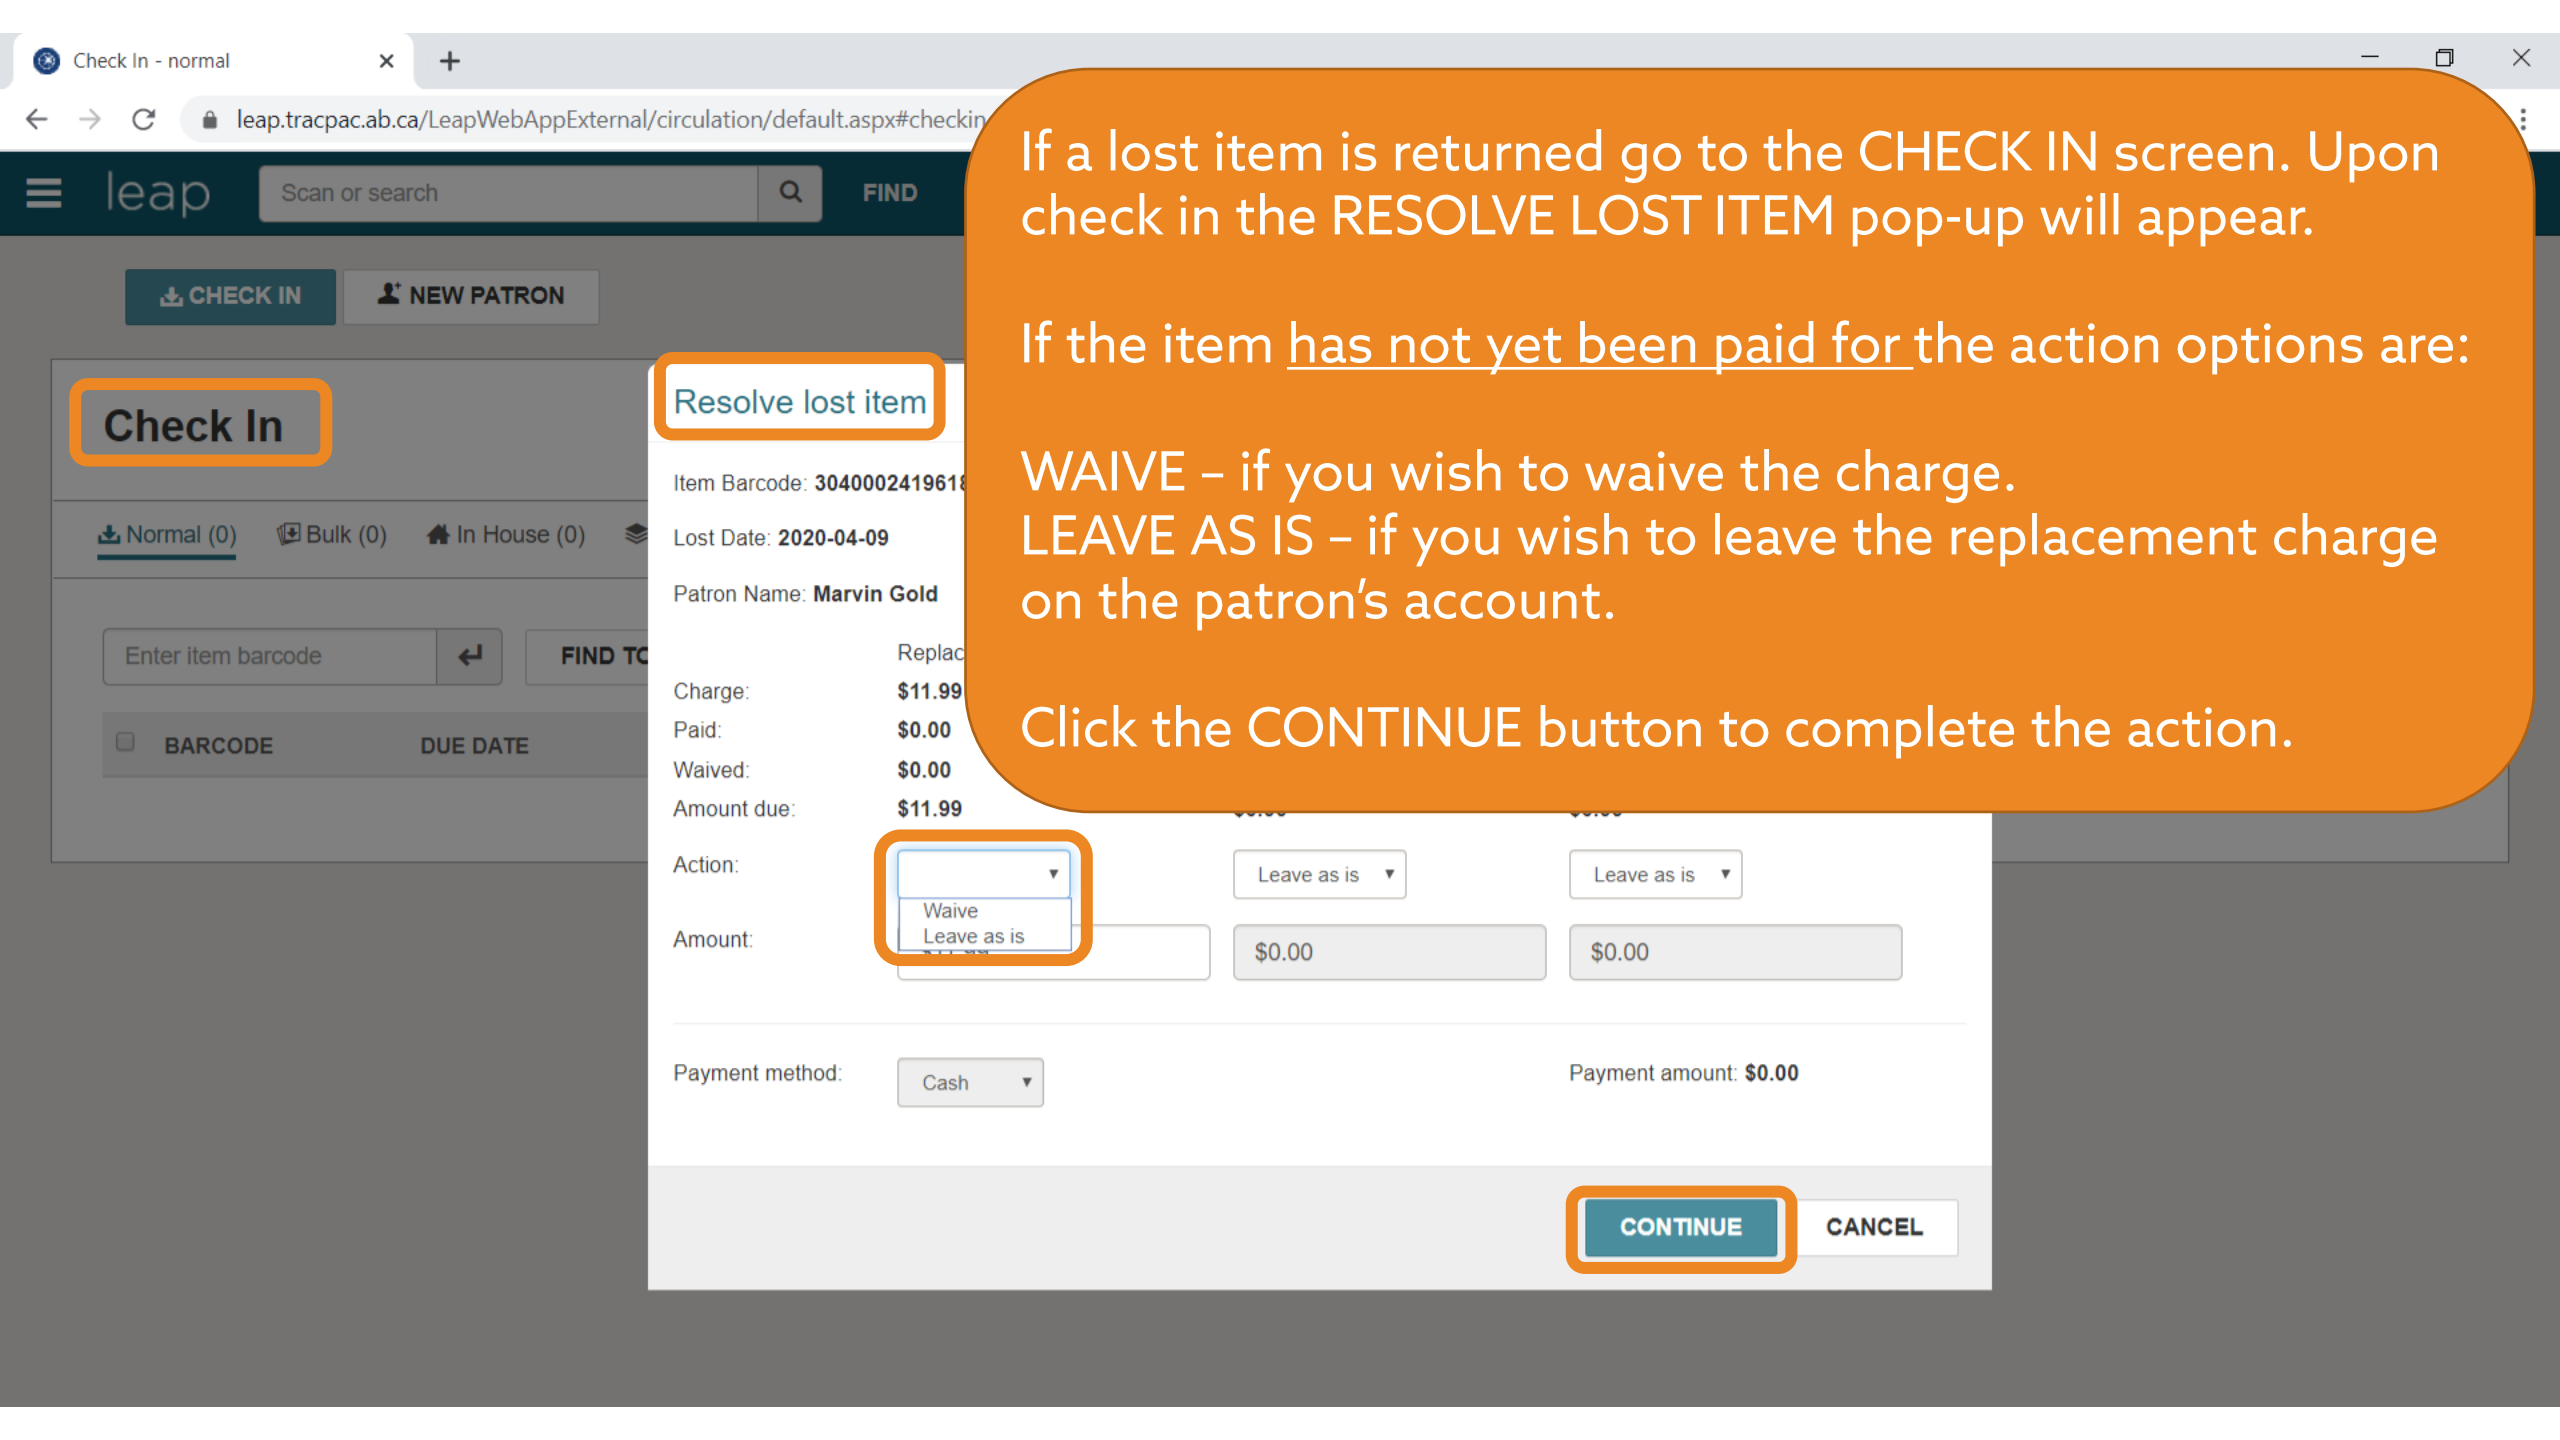 Check In - normal
leap.tracpac.ab.ca/LeapWebAppExternal/circulation/default.aspx#checkin
leap
Scan or search
FIND
If a lost item is returned go to the CHECK IN screen. Upon
check in the RESOLVE LOST ITEM pop-up will appear.
If the item has not yet been paid for the action options are:
WAIVE – if you wish to waive the charge.
LEAVE AS IS – if you wish to leave the replacement charge
on the patron's account.
Click the CONTINUE button to complete the action.
CHECK IN
NEW PATRON
Check In
Normal (0)
Bulk (0)
In House (0)
Enter item barcode
FIND
BARCODE
DUE DATE
Resolve lost item
Item Barcode: 3040002419618
Lost Date: 2020-04-09
Patron Name: Marvin Gold
Charge: $11.99
Paid: $0.00
Waived: $0.00
Amount due: $11.99
Action:
Waive
Leave as is
Leave as is
Leave as is
Amount:
$0.00
$0.00
Payment method: Cash
Payment amount: $0.00
CONTINUE
CANCEL